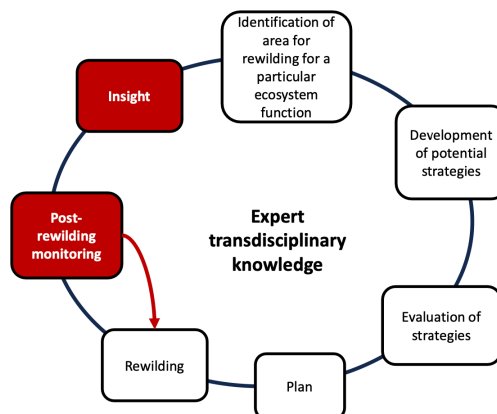 Identification of
area for
rewilding for a
particular
ecosystem
function
Insight
Development
of potential
strategies
Post-
rewilding
monitoring
Expert
transdisciplinary
knowledge
Evaluation of
strategies
Rewilding
Plan